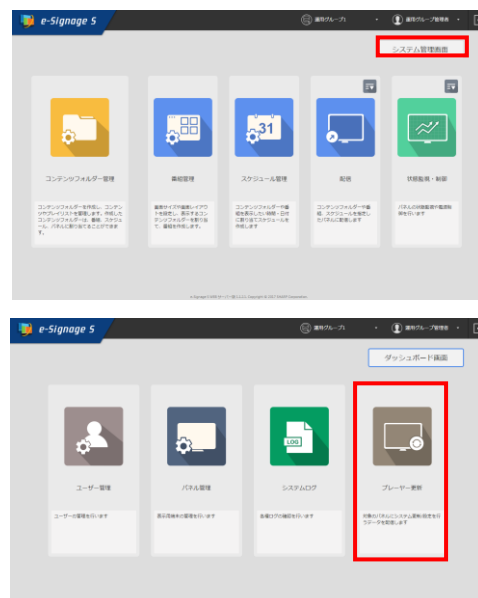 e-Signage S
運用グループ1
運用グループ管理者
システム管理画面
31
コンテンツフォルダー管理
番組管理
スケジュール管理
配信
状態監視・制御
コンテンツフォルダーを作成し、コンテン
ツやプレイリストを管理します。作成した
コンテンツフォルダーは、番組、スケジュ
ール、パネルに割り当てることができま
す。
画面サイズや画面レイアウ
トを設定し、表示するコン
テンツフォルダーを割り当
て、番組を作成します。
コンテンツフォルダーや番
組を表示したい時間・日付
に割り当てスケジュールを
作成します
コンテンツフォルダーや番
組、スケジュールを指定し
たパネルに配信します
パネルの状態監視や電源制
御を行います
e-Signage S
運用グループ1
運用グループ管理者
ダッシュボード画面
LOG
ユーザー管理
パネル管理
システムログ
プレーヤー更新
ユーザーの管理を行います
表示用端末の管理を行います
各種ログの確認を行います
対象のパネルにシステム更新/設定を行
うデータを配信します